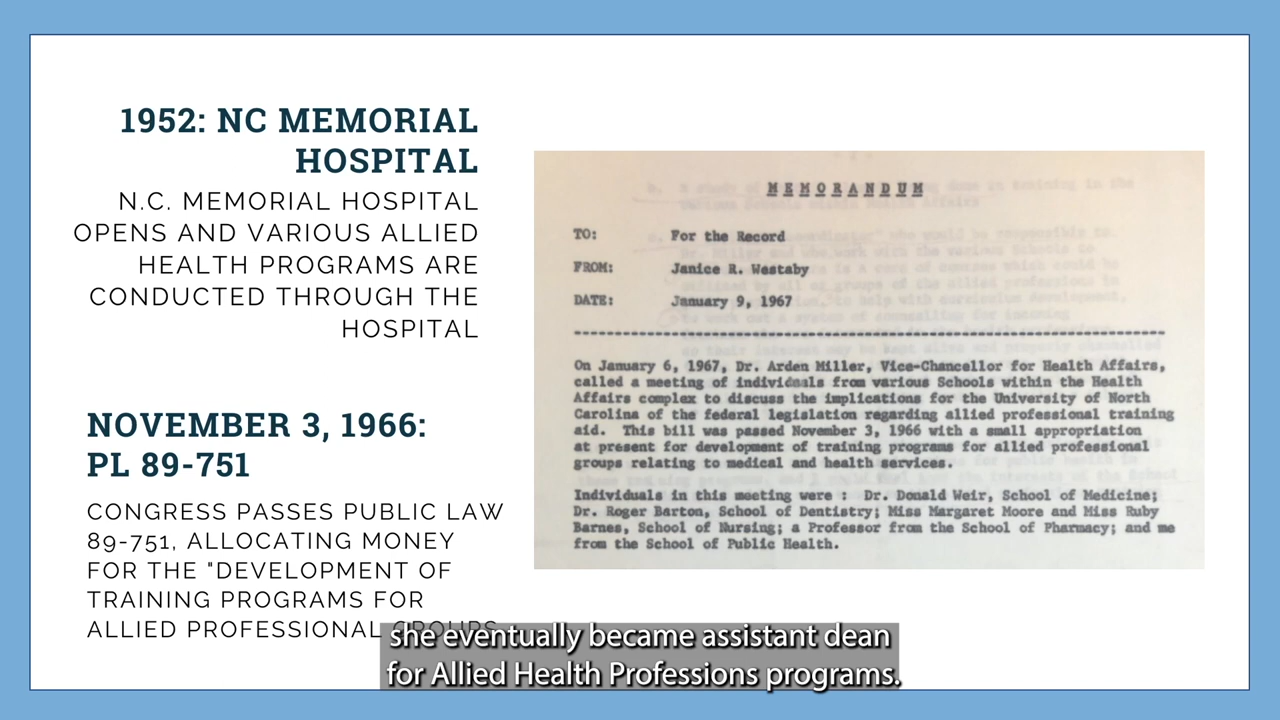 1952: NC MEMORIAL
HOSPITAL
N.C. MEMORIAL HOSPITAL
OPENS AND VARIOUS ALLIED
HEALTH PROGRAMS ARE
CONDUCTED THROUGH THE
HOSPITAL
NOVEMBER 3, 1966:
PL 89-751
CONGRESS PASSES PUBLIC LAW
89-751, ALLOCATING MONEY
FOR THE "DEVELOPMENT OF
TRAINING PROGRAMS FOR
ALLIED PROFESSIONAL GROUPS
MEMORANDUM
TO: For the Record
FROM: Janice R. Westaby
DATE: January 9, 1967
On January 6, 1967, Dr. Arden Miller, Vice-Chancellor for Health Affairs,
called a meeting of individuals from various Schools within the Health
Affairs complex to discuss the implications for the University of North
Carolina of the federal legislation regarding allied professional training
aid. This bill was passed November 3, 1966 with a small appropriation
at present for development of training programs for allied professional
groups relating to medical and health services.
Individuals in this meeting were : Dr. Donald Weir, School of Medicine;
Dr. Roger Barton, School of Dentistry; Miss Margaret Moore and Miss Ruby
Barnes, School of Nursing; a Professor from the School of Pharmacy; and me
from the School of Public Health.
she eventually became assistant dean
for Allied Health Professions programs.